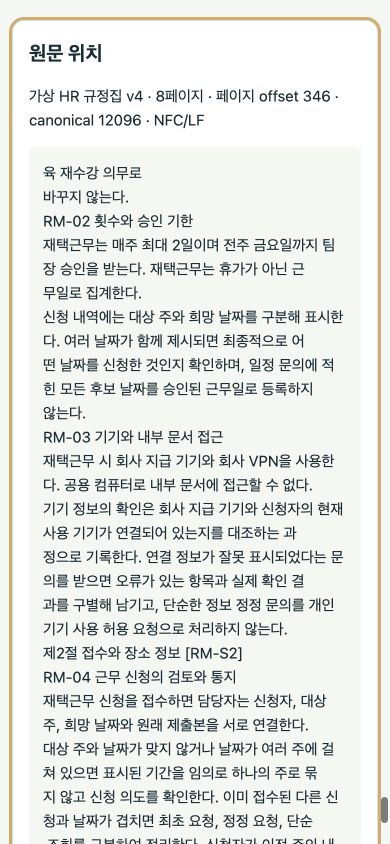 원문 위치
가상 HR 규정집 v4 · 8페이지 · 페이지 offset 346 ·
canonical 12096 · NFC/LF
육 재수강 의무로
바꾸지 않는다.
RM-02 횟수와 승인 기한
재택근무는 매주 최대 2일이며 전주 금요일까지 팀
장 승인을 받는다. 재택근무는 휴가가 아닌 근
무일로 집계한다.
신청 내역에는 대상 주와 희망 날짜를 구분해 표시한
다. 여러 날짜가 함께 제시되면 최종적으로 어
떤 날짜를 신청한 것인지 확인하며, 일정 문의에 적
힌 모든 후보 날짜를 승인된 근무일로 등록하지
않는다.
RM-03 기기와 내부 문서 접근
재택근무 시 회사 지급 기기와 회사 VPN을 사용한
다. 공용 컴퓨터로 내부 문서에 접근할 수 없다.
기기 정보의 확인은 회사 지급 기기와 신청자의 현재
사용 기기가 연결되어 있는지를 대조하는 과
정으로 기록한다. 연결 정보가 잘못 표시되었다는 문
의를 받으면 오류가 있는 항목과 실제 확인 결
과를 구별해 남기고, 단순한 정보 정정 문의를 개인
기기 사용 허용 요청으로 처리하지 않는다.
제2절 접수와 장소 정보 [RM-S2]
RM-04 근무 신청의 검토와 통지
재택근무 신청을 접수하면 담당자는 신청자, 대상
주, 희망 날짜와 원래 제출본을 서로 연결한다.
대상 주와 날짜가 맞지 않거나 날짜가 여러 주에 걸
쳐 있으면 표시된 기간을 임의로 하나의 주로 묶
지 않고 신청 의도를 확인한다. 이미 접수된 다른 신
청과 날짜가 겹치면 최초 요청, 정정 요청, 단순